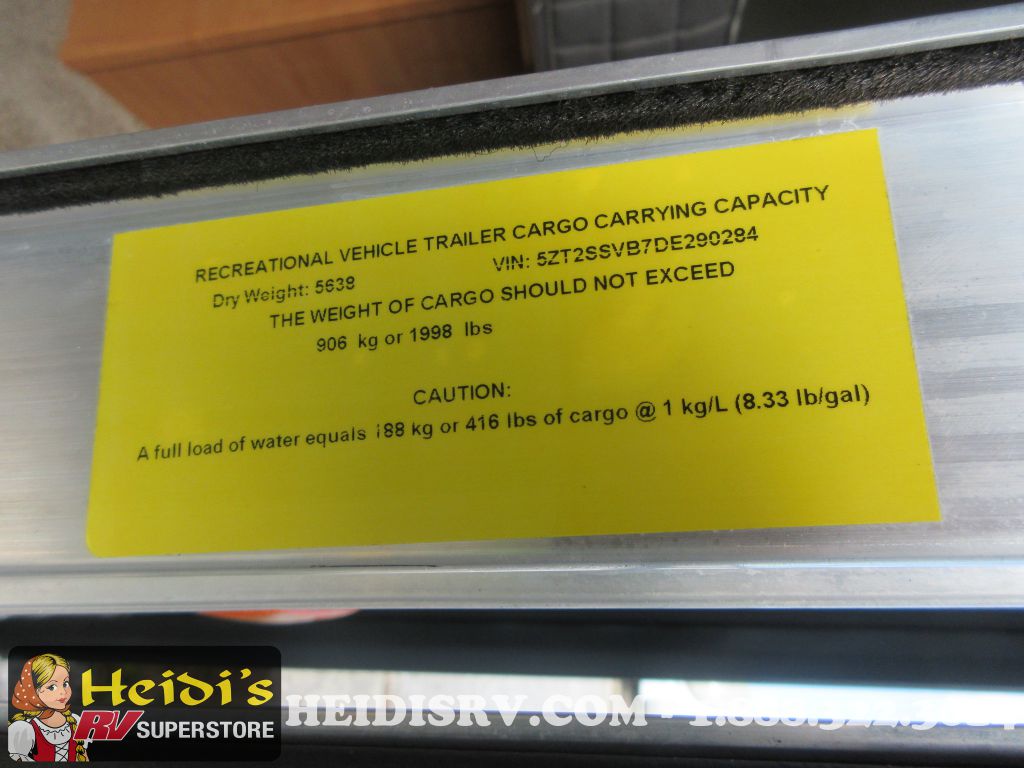 RECREATIONAL VEHICLE TRAILER CARGO CARRYING CAPACITY
Dry Weight: 5638 VIN: 5ZT2SSVB7DE290284
THE WEIGHT OF CARGO SHOULD NOT EXCEED
906 kg or 1998 lbs
CAUTION:
A full load of water equals 188 kg or 416 lbs of cargo @ 1 kg/L (8.33 lb/gal)
Heidi's
RV SUPERSTORE
HEIDISRV.COM -